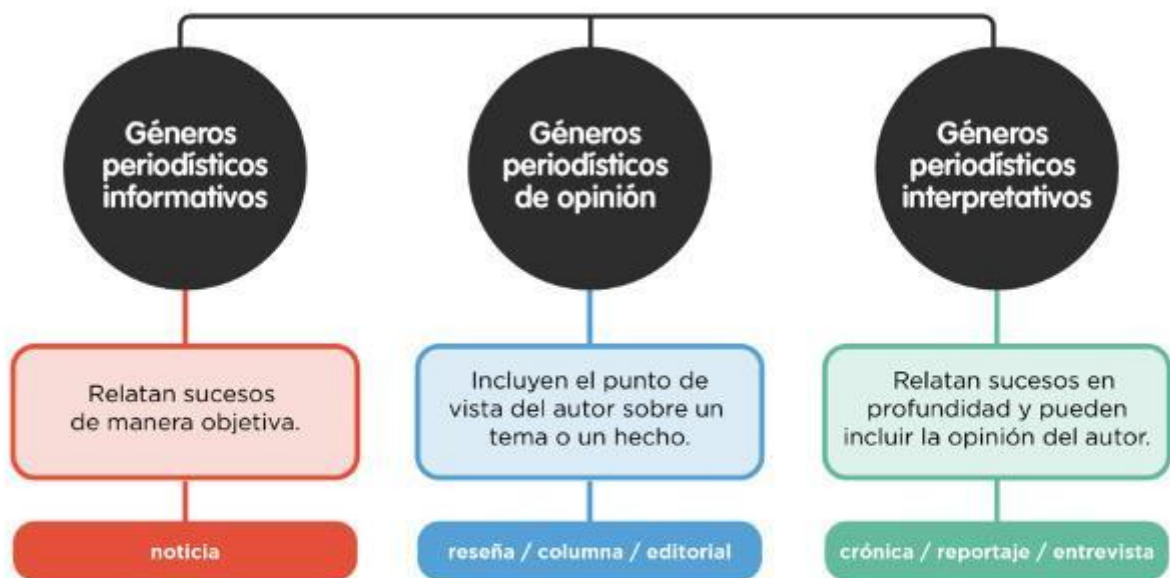 Géneros
periodísticos
informativos
Géneros
periodísticos
de opinión
Géneros
periodísticos
interpretativos
Relatan sucesos
de manera objetiva.
Incluyen el punto de
vista del autor sobre un
tema o un hecho.
Relatan sucesos en
profundidad y pueden
incluir la opinión del autor.
noticia
reseña / columna / editorial
crónica / reportaje / entrevista